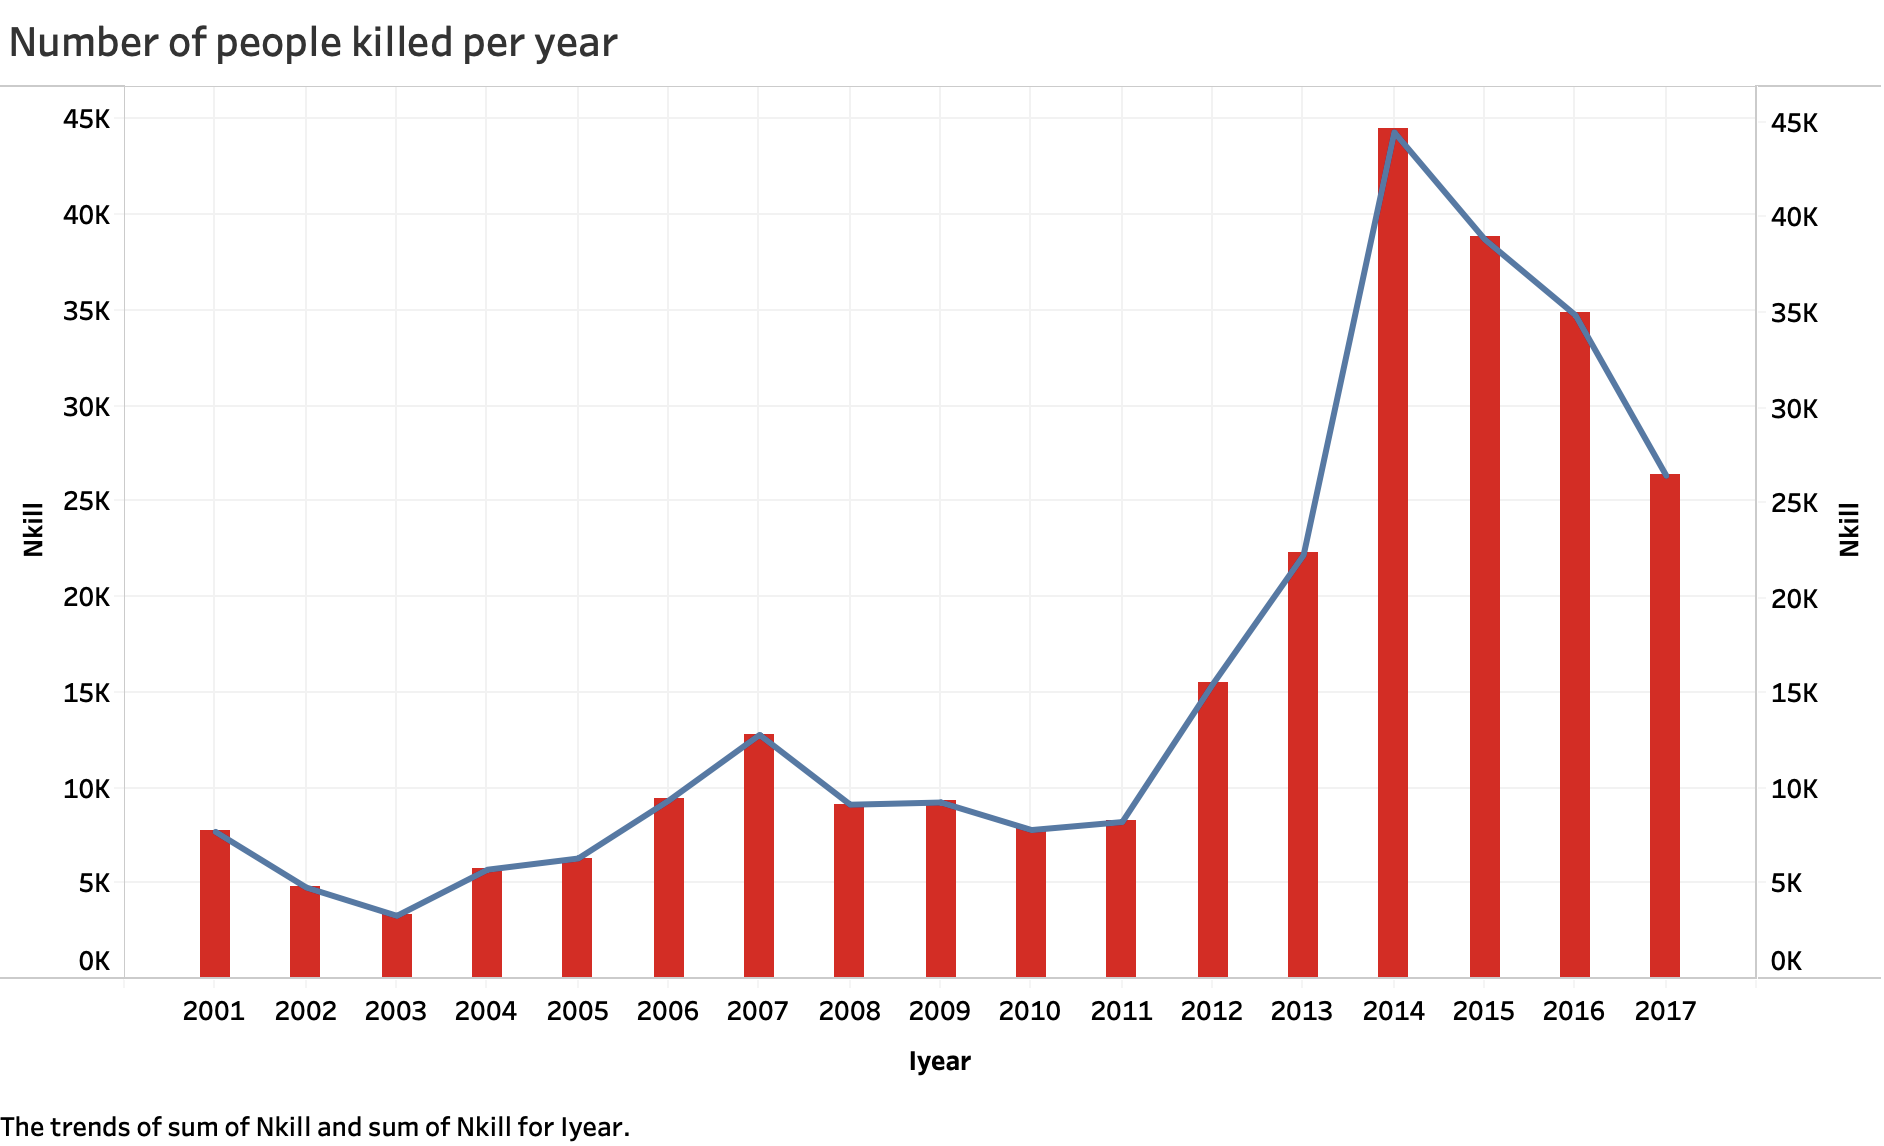 Number of people killed per year
45K
40K
35K
30K
25K
20K
15K
10K
5K
0K
Nkill
45K
40K
35K
30K
25K
20K
15K
10K
5K
0K
Nkill
2001 2002 2003 2004 2005 2006 2007 2008 2009 2010 2011 2012 2013 2014 2015 2016 2017
Iyear
The trends of sum of Nkill and sum of Nkill for Iyear.